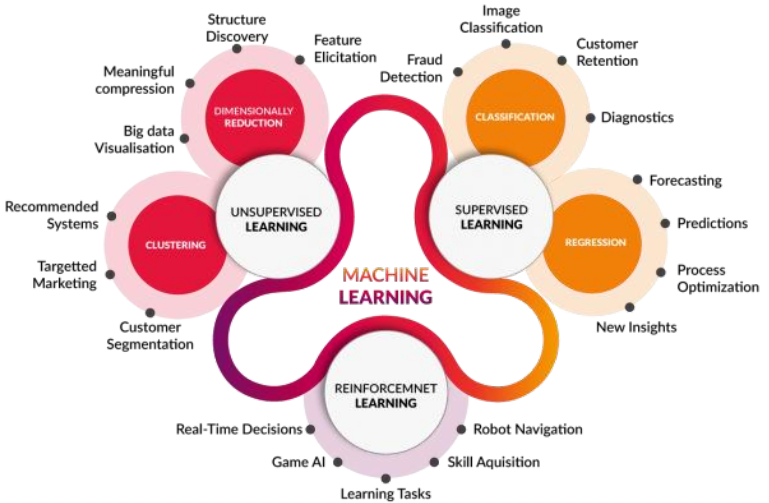 Structure
Discovery
Feature
Elicitation
Meaningful
compression
Big data
Visualisation
DIMENSIONALLY
REDUCTION
UNSUPERVISED
LEARNING
Recommended
Systems
Targetted
Marketing
Customer
Segmentation
CLUSTERING
Image
Classification
Customer
Retention
Fraud
Detection
Diagnostics
CLASSIFICATION
SUPERVISED
LEARNING
Forecasting
Predictions
Process
Optimization
New Insights
REGRESSION
MACHINE
LEARNING
REINFORCEMNET
LEARNING
Real-Time Decisions
Robot Navigation
Game AI
Skill Aquisition
Learning Tasks